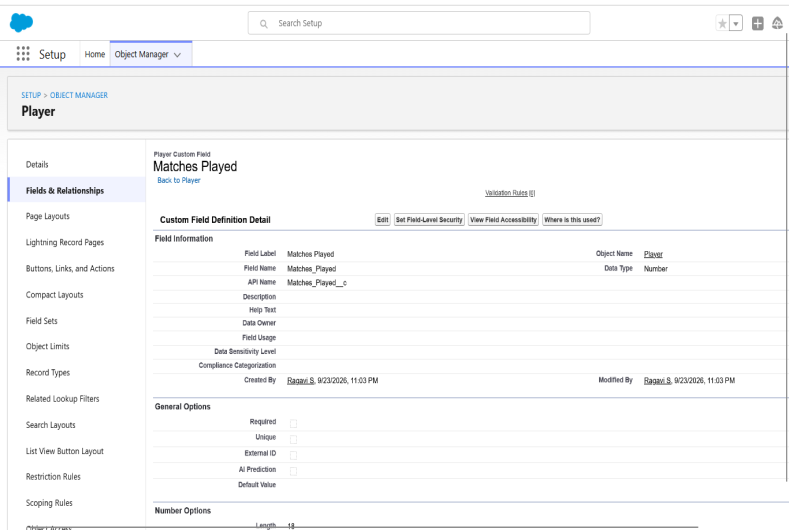 Search Setup
Setup Home Object Manager
SETUP > OBJECT MANAGER
Player
Details
Fields & Relationships
Page Layouts
Lightning Record Pages
Buttons, Links, and Actions
Compact Layouts
Field Sets
Object Limits
Record Types
Related Lookup Filters
Search Layouts
List View Button Layout
Restriction Rules
Scoping Rules
Object Access
Player Custom Field
Matches Played
Back to Player
Validation Rules [0]
Custom Field Definition Detail Edit Set Field-Level Security View Field Accessibility Where is this used?
Field Information
Field Label Matches Played Object Name Player
Field Name Matches_Played Data Type Number
API Name Matches_Played__c
Description
Help Text
Data Owner
Field Usage
Data Sensitivity Level
Compliance Categorization
Created By Ragavi S, 9/23/2026, 11:03 PM Modified By Ragavi S, 9/23/2026, 11:03 PM
General Options
Required
Unique
External ID
AI Prediction
Default Value
Number Options
Length 18